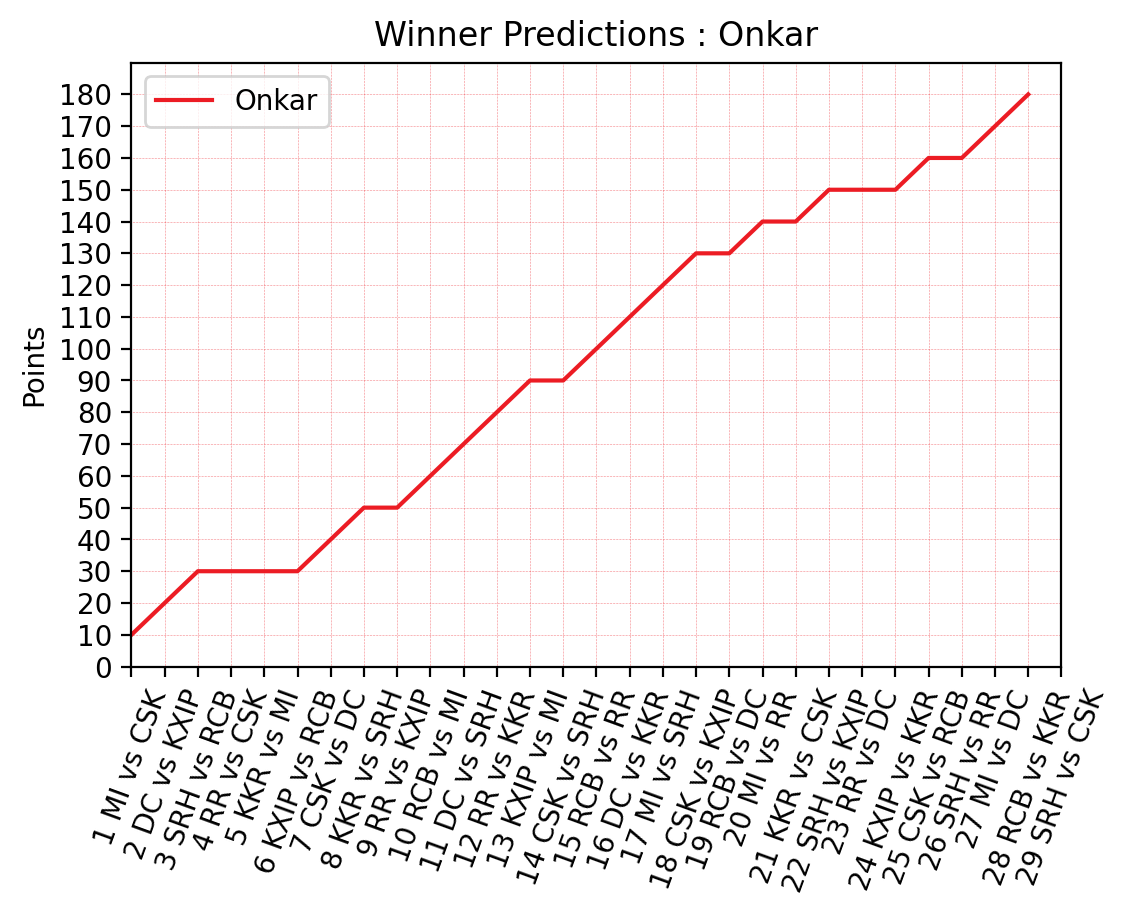 Winner Predictions : Onkar
Onkar
180
170
160
150
140
130
120
110
100
90
80
70
60
50
40
30
20
10
0
Points
1 MI vs CSK
2 DC vs KXIP
3 SRH vs RCB
4 RR vs CSK
5 KKR vs MI
6 KXIP vs RCB
7 CSK vs DC
8 KKR vs SRH
9 RR vs KXIP
10 RCB vs MI
11 DC vs SRH
12 RR vs KKR
13 KXIP vs MI
14 CSK vs SRH
15 RCB vs RR
16 DC vs KKR
17 MI vs SRH
18 CSK vs KXIP
19 RCB vs DC
20 MI vs RR
21 KKR vs CSK
22 SRH vs KXIP
23 RR vs DC
24 KXIP vs KKR
25 CSK vs RCB
26 SRH vs RR
27 MI vs DC
28 RCB vs KKR
29 SRH vs CSK